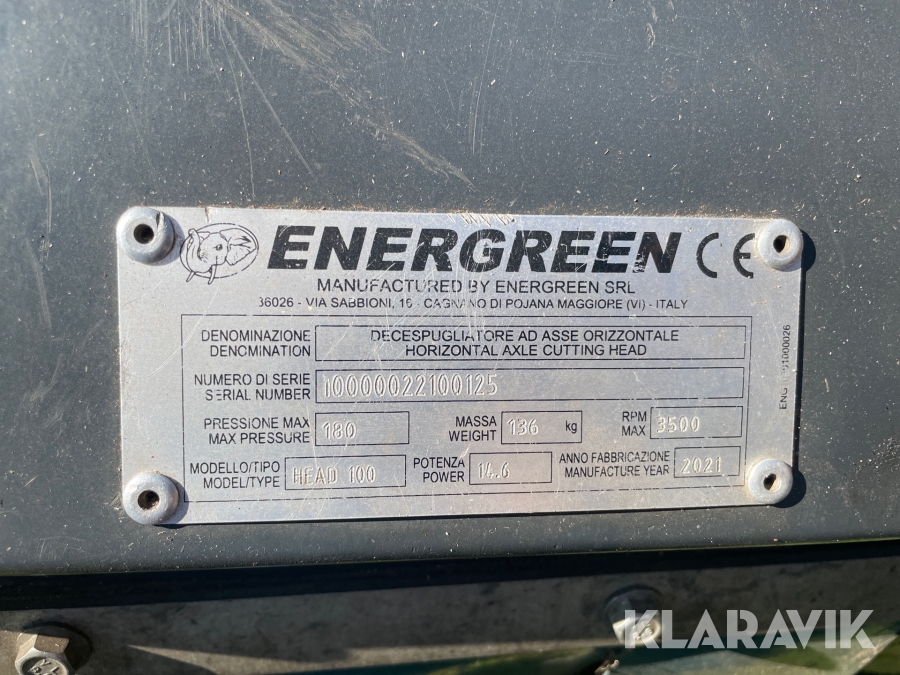 ENERGREEN CE
MANUFACTURED BY ENERGREEN SRL
36026 - VIA SABBIONI, 16 - CAGNANO DI POJANA MAGGIORE (VI) - ITALY
DENOMINAZIONE
DENCMINATION
DECESPUGLIATORE AD ASSE ORIZZONTALE
HORIZONTAL AXLE CUTTING HEAD
NUMERO DI SERIE
SERIAL NUMBER
10000022100125
PRESSIONE MAX
MAX PRESSURE
180
MASSA
WEIGHT
136 kg
RPM
MAX
3500
MODELLO/TIPO
MODEL/TYPE
HEAD 100
POTENZA
POWER
14.6
ANNO FABBRICAZIONE
MANUFACTURE YEAR
2021
KLARAVIK